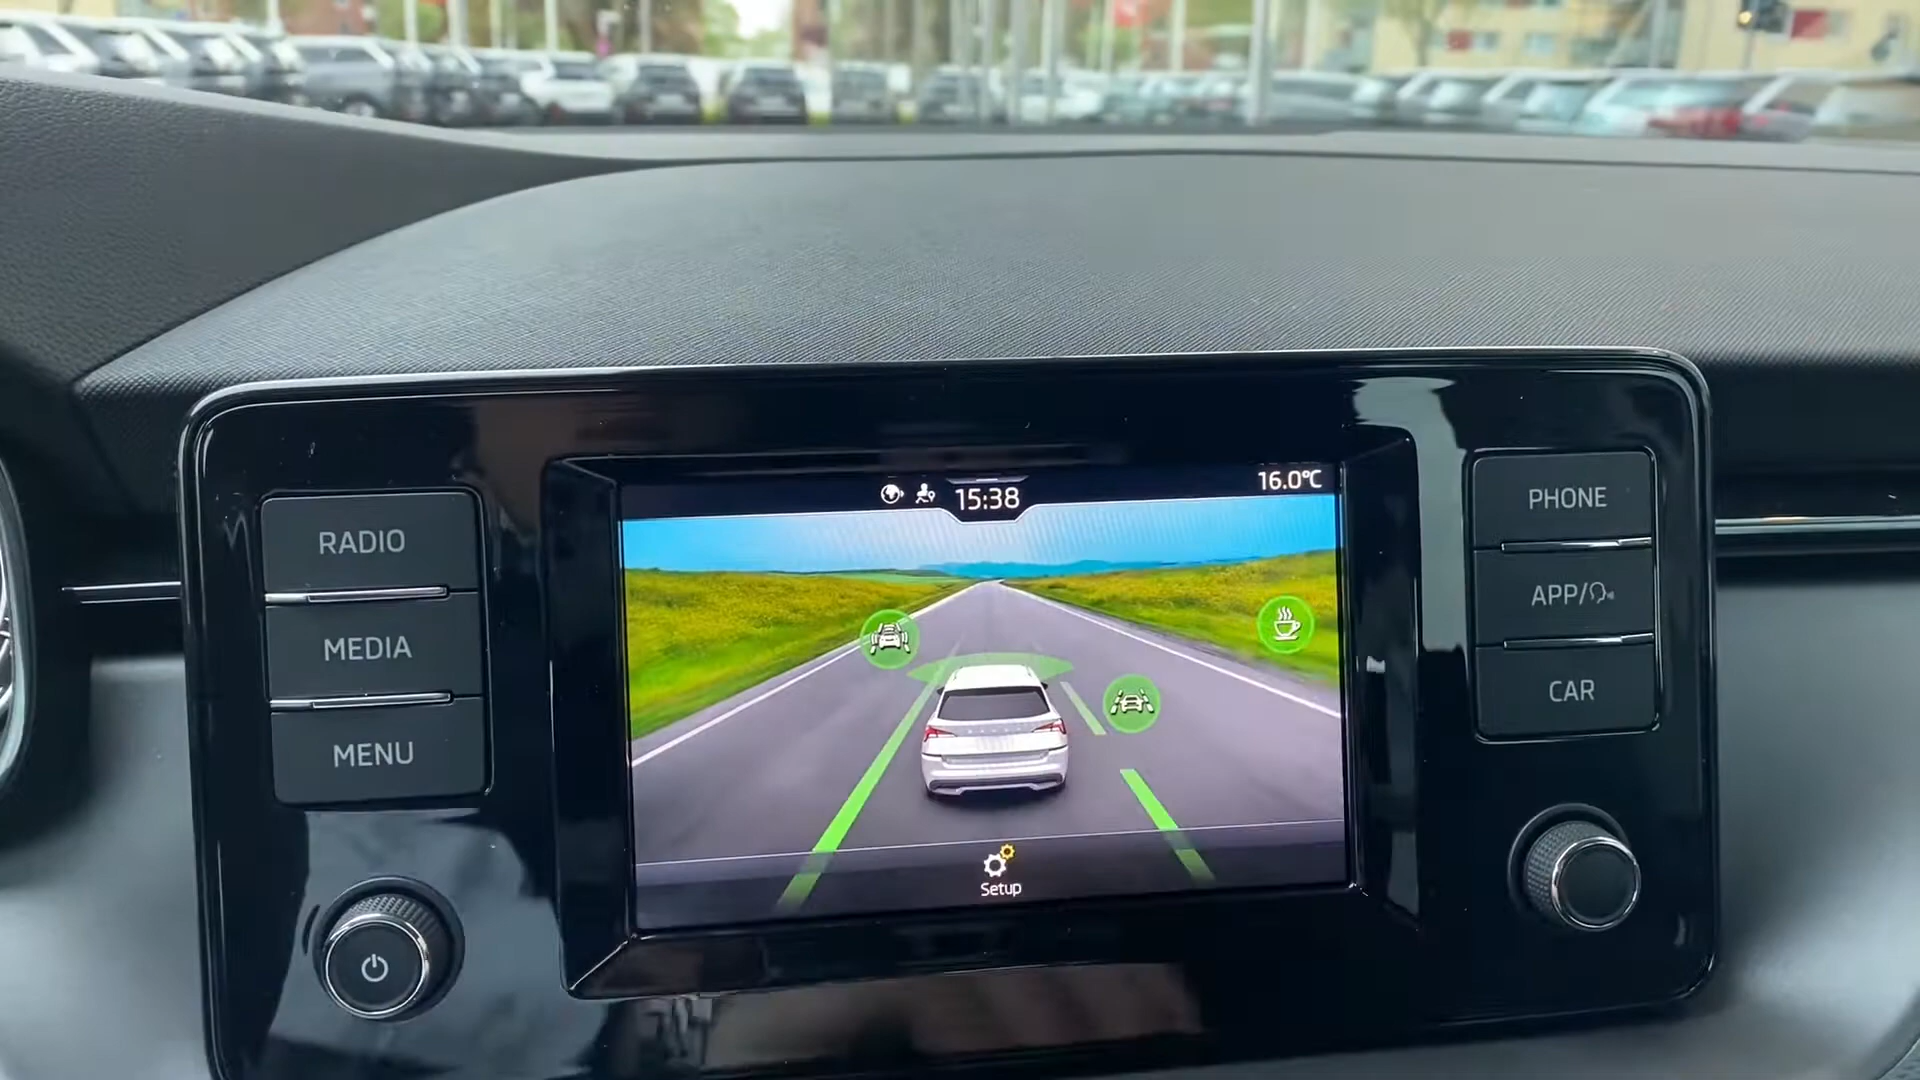 15:38
16.0°C
RADIO
MEDIA
MENU
Setup
PHONE
APP/
CAR